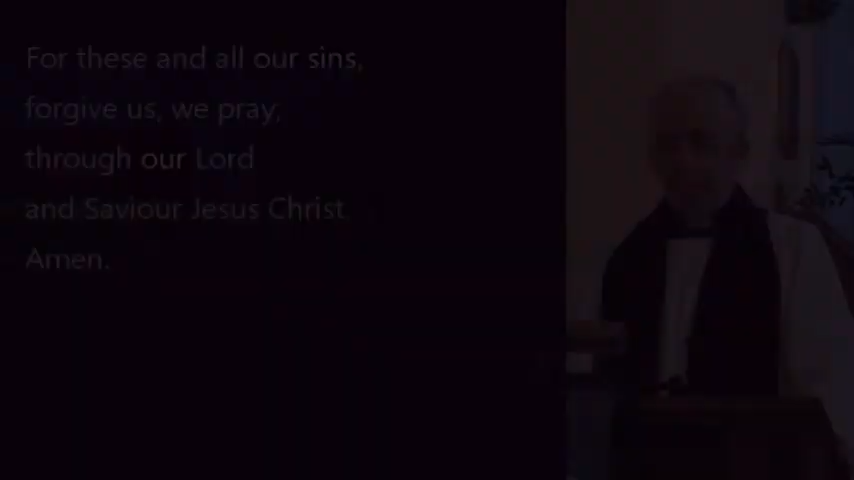 For these and all our sins,
forgive us, we pray,
through our Lord
and Saviour Jesus Christ.
Amen.